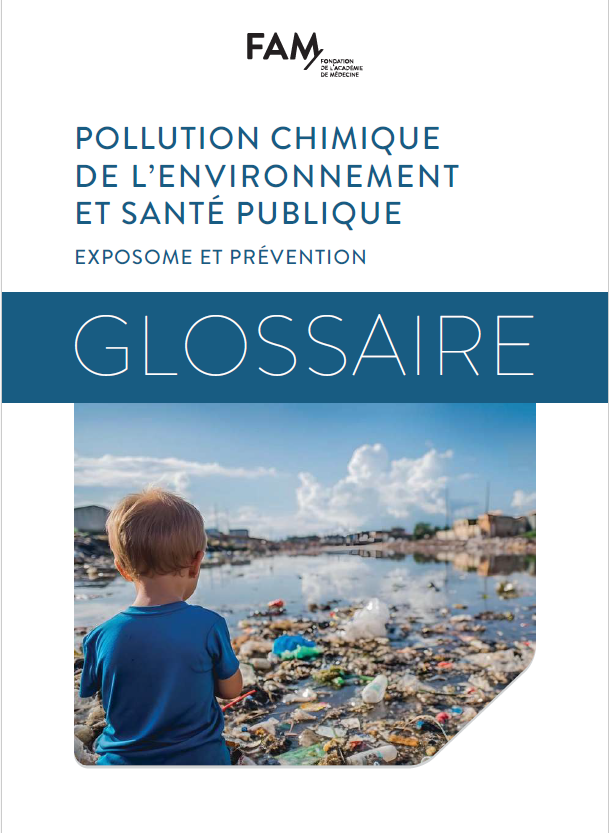 FAM
FONDATION
DE L'ACADÉMIE
DE MÉDECINE
POLLUTION CHIMIQUE
DE L'ENVIRONNEMENT
ET SANTÉ PUBLIQUE
EXPOSOME ET PRÉVENTION
GLOSSAIRE